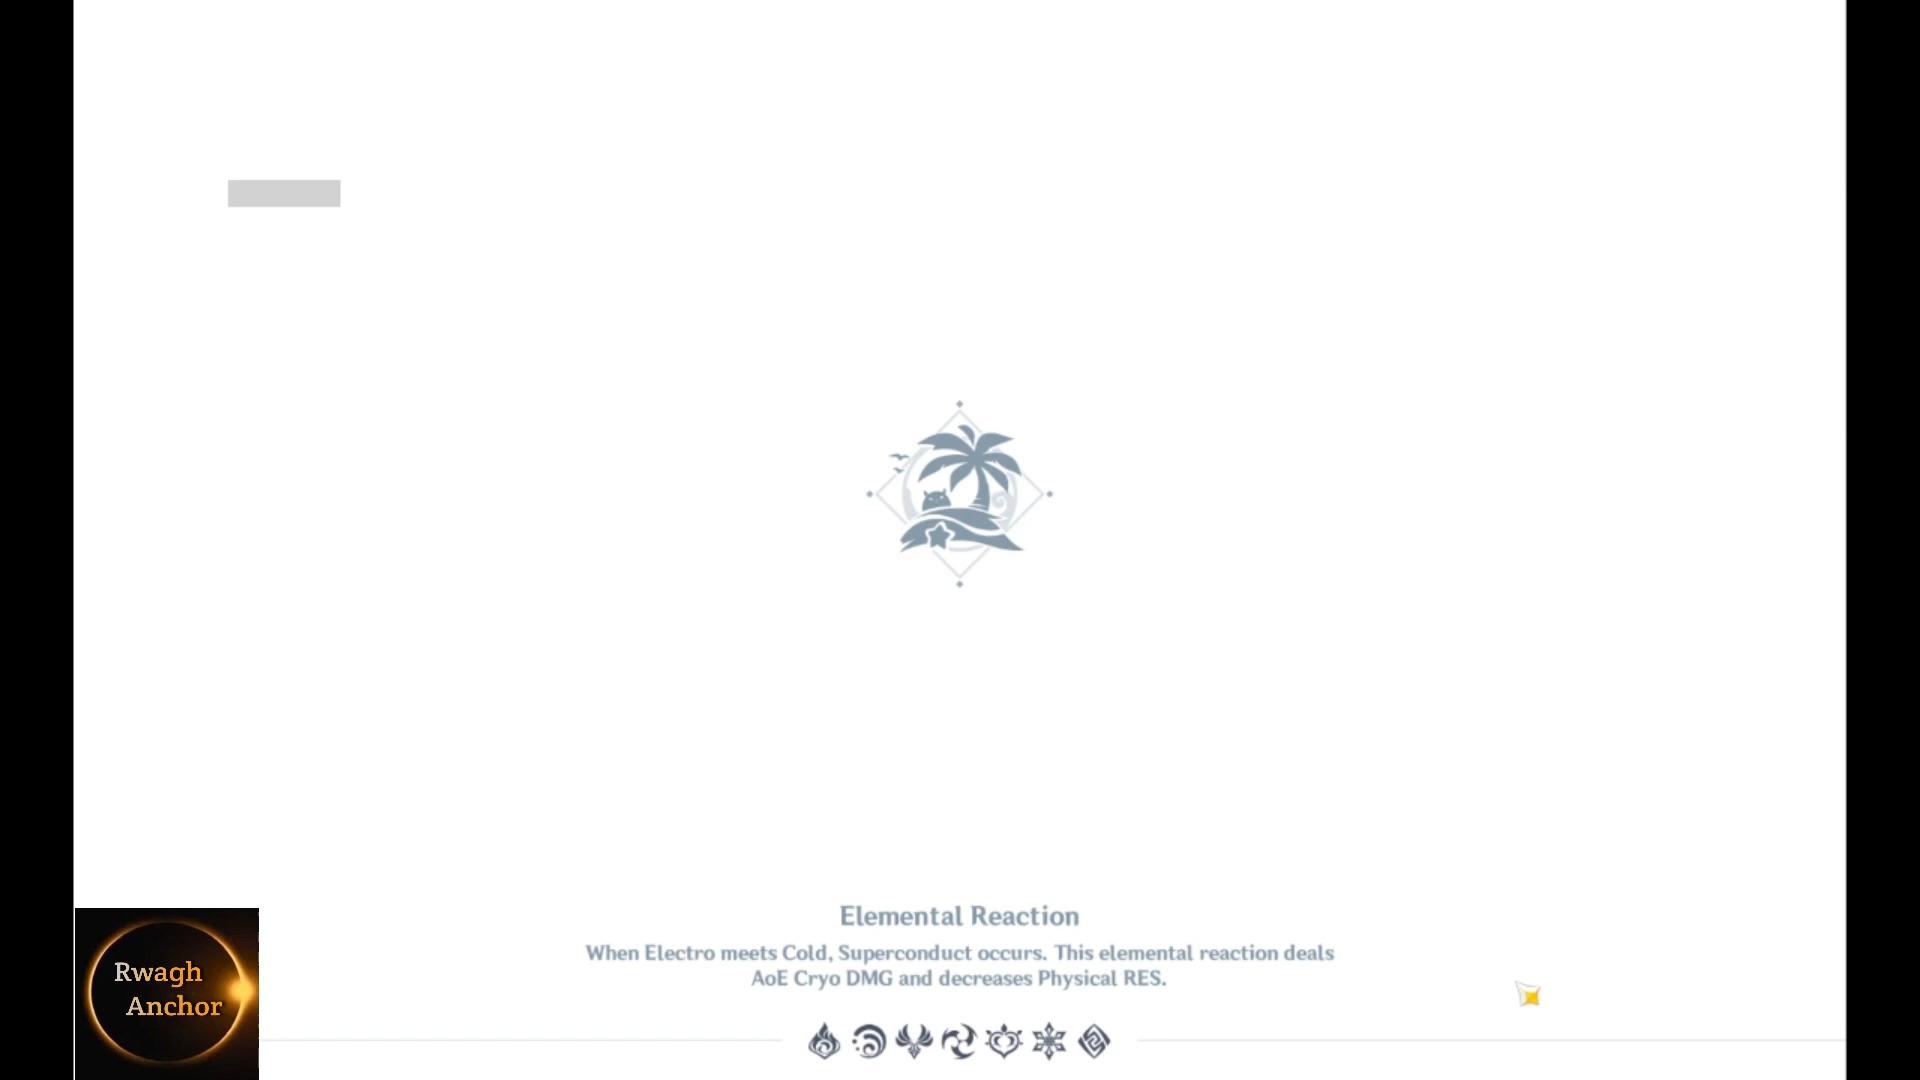 Elemental Reaction
When Electro meets Cold, Superconduct occurs. This elemental reaction deals
AoE Cryo DMG and decreases Physical RES.
Rwagh
Anchor